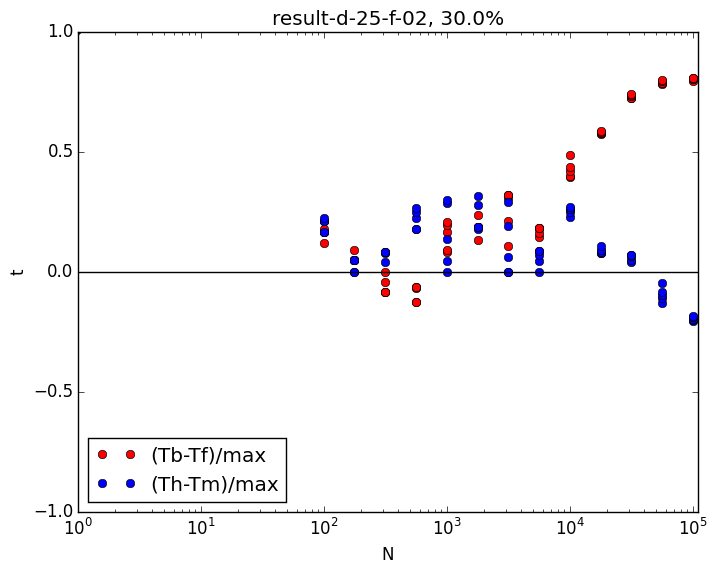 result-d-25-f-02, 30.0%
1.0
0.5
0.0
−0.5
−1.0
t
(Tb-Tf)/max
(Th-Tm)/max
10^0 10^1 10^2 10^3 10^4 10^5
N